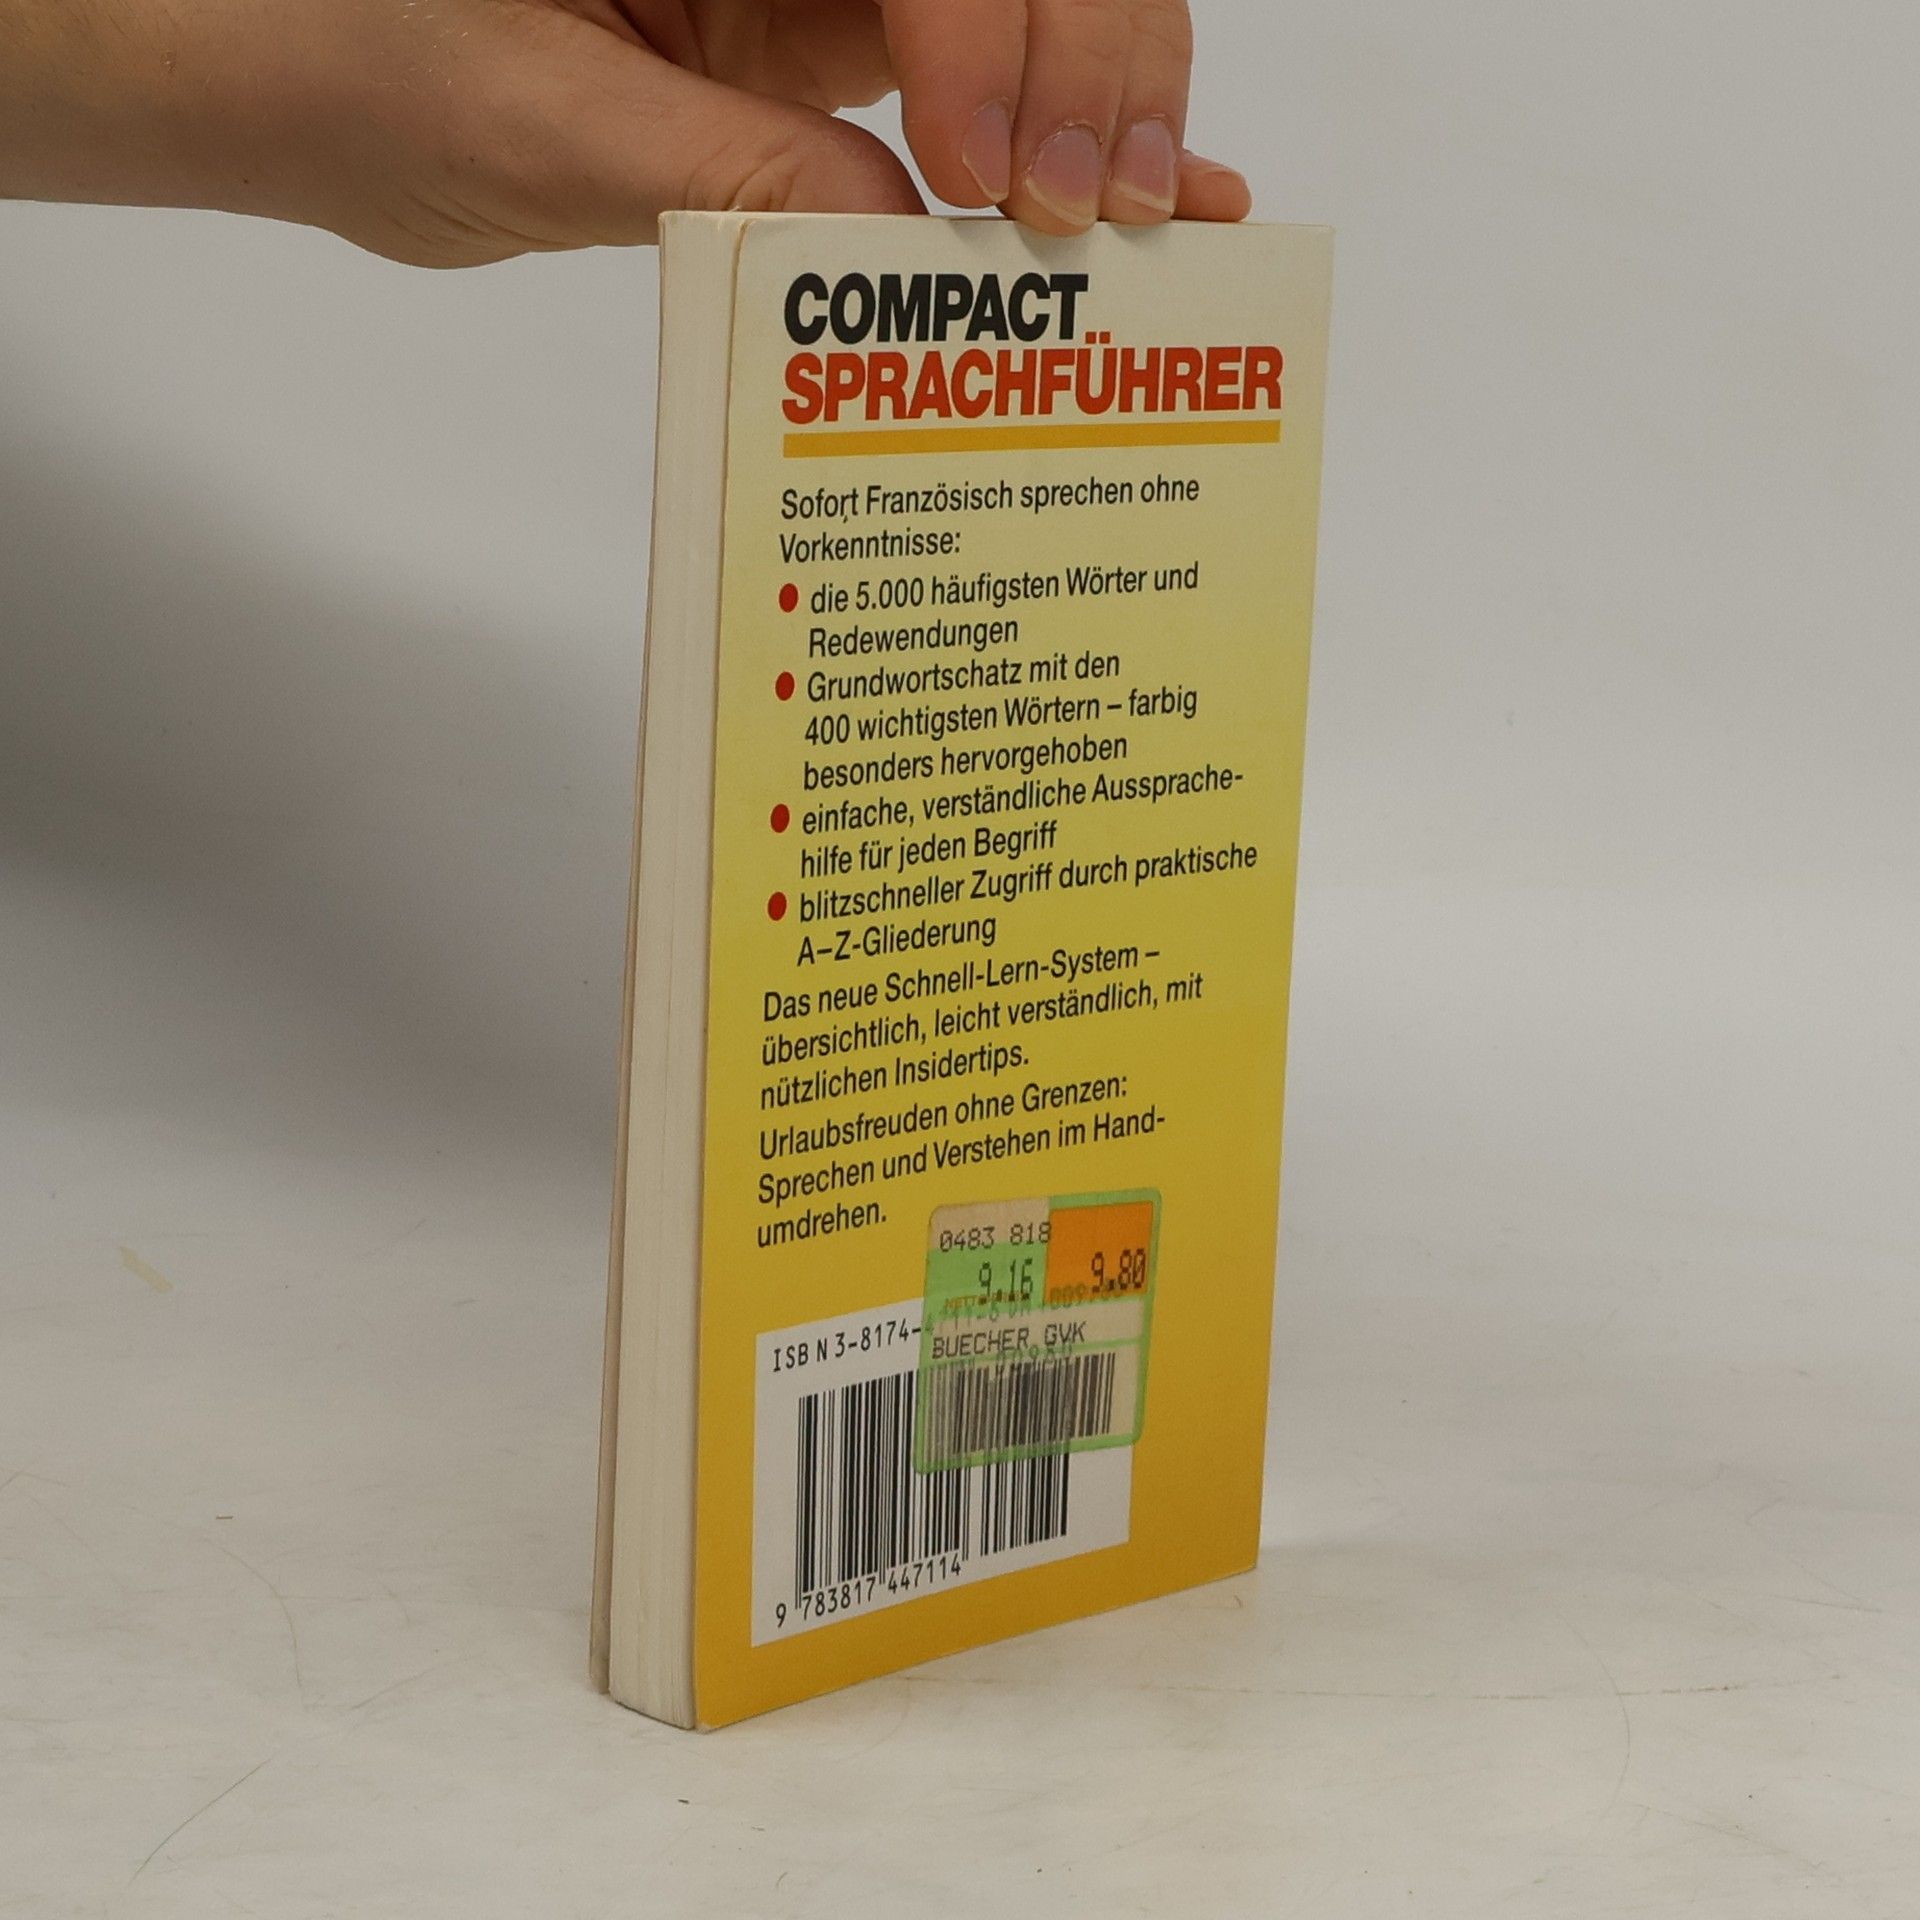 COMPACT
SPRACHFÜHRER
Sofort Französisch sprechen ohne
Vorkenntnisse:
● die 5.000 häufigsten Wörter und
Redewendungen
● Grundwortschatz mit den
400 wichtigsten Wörtern – farbig
besonders hervorgehoben
● einfache, verständliche Aussprache-
hilfe für jeden Begriff
● blitzschneller Zugriff durch praktische
A–Z-Gliederung
Das neue Schnell-Lern-System –
übersichtlich, leicht verständlich, mit
nützlichen Insidertips.
Urlaubsfreuden ohne Grenzen:
Sprechen und Verstehen im Hand-
umdrehen.
0483 818
9.16 9.80
BUECHER GVK
ISBN 3-8174-
9 783817 447114